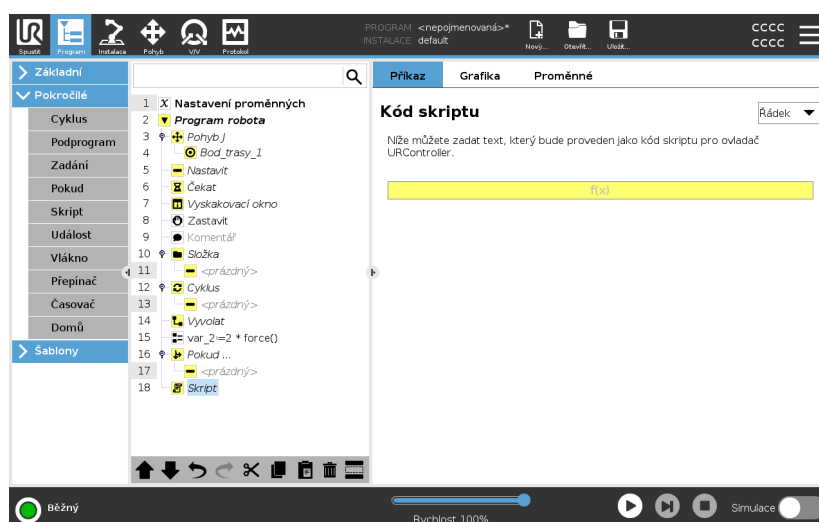 UR
Spustit
Program
Instalace
Pohyb
V/V
Protokol
PROGRAM <nepojmenovaná>*
INSTALACE default
Nový...
Otevřít...
Uložit...
cccc
cccc
Základní
Pokročilé
Cyklus
Podprogram
Zadání
Pokud
Skript
Událost
Vlákno
Přepínač
Časovač
Domů
Šablony
1 X Nastavení proměnných
2 Program robota
3 Pohyb J
4 Bod_trasy_1
5 Nastavit
6 Čekat
7 Vyskakovací okno
8 Zastavit
9 Komentář
10 Složka
11 <prázdný>
12 Cyklus
13 <prázdný>
14 Vyvolat
15 var_2≔2 * force()
16 Pokud ...
17 <prázdný>
18 Skript
Příkaz
Grafika
Proměnné
Kód skriptu
Řádek
Níže můžete zadat text, který bude proveden jako kód skriptu pro ovladač
URController.
f(x)
Běžný
Rychlost 100%
Simulace